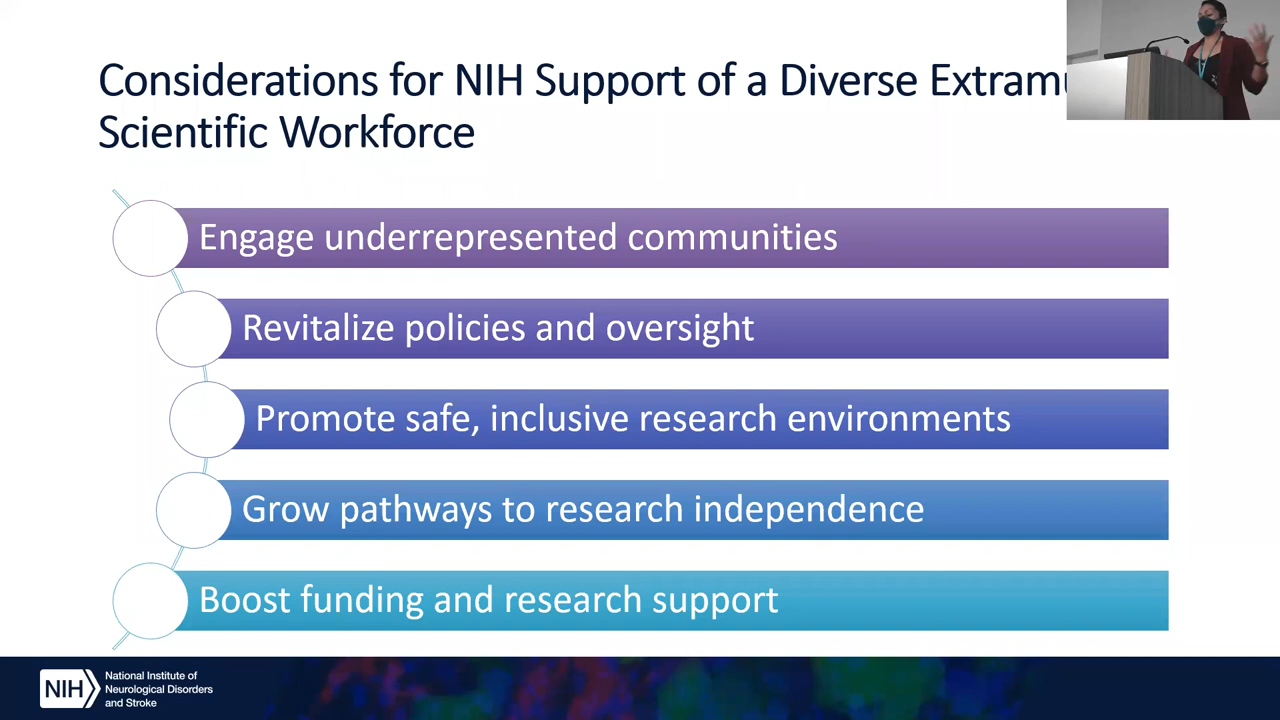 Considerations for NIH Support of a Diverse
Scientific Workforce
Engage underrepresented communities
Revitalize policies and oversight
Promote safe, inclusive research environments
Grow pathways to research independence
Boost funding and research support
NIH
National Institute of
Neurological Disorders
and Stroke